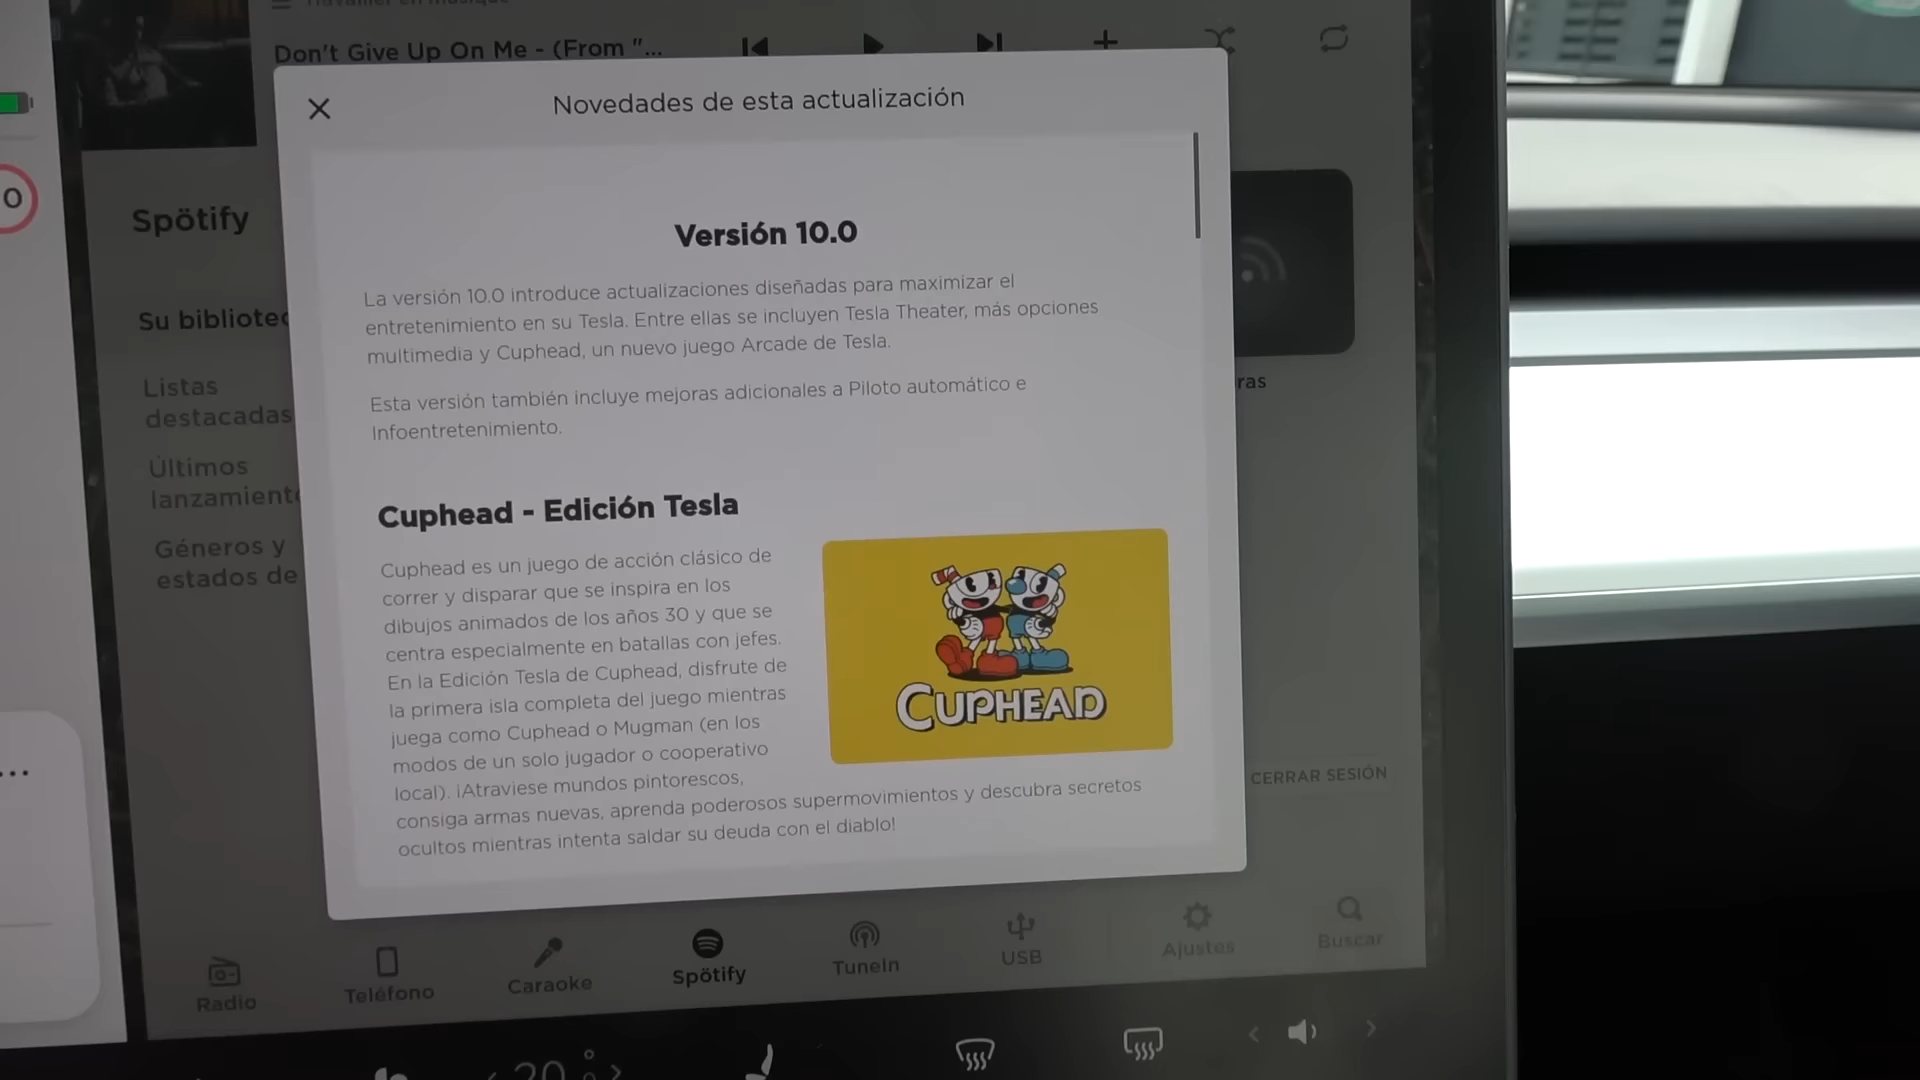 Don't Give Up On Me - (From "...
Novedades de esta actualización
Versión 10.0
La versión 10.0 introduce actualizaciones diseñadas para maximizar el
entretenimiento en su Tesla. Entre ellas se incluyen Tesla Theater, más opciones
multimedia y Cuphead, un nuevo juego Arcade de Tesla.
Esta versión también incluye mejoras adicionales a Piloto automático e
Infoentretenimiento.
Cuphead - Edición Tesla
Cuphead es un juego de acción clásico de
correr y disparar que se inspira en los
dibujos animados de los años 30 y que se
centra especialmente en batallas con jefes.
En la Edición Tesla de Cuphead, disfrute de
la primera isla completa del juego mientras
juega como Cuphead o Mugman (en los
modos de un solo jugador o cooperativo
local). ¡Atraviese mundos pintorescos,
consiga armas nuevas, aprenda poderosos supermovimientos y descubra secretos
ocultos mientras intenta saldar su deuda con el diablo!
CUPHEAD
0
Spötify
Su bibliotec
Listas
destacadas
Últimos
lanzamiento
Géneros y
estados de
ras
...
CERRAR SESIÓN
Radio
Teléfono
Caraoke
Spötify
TuneIn
USB
Ajustes
Buscar
20